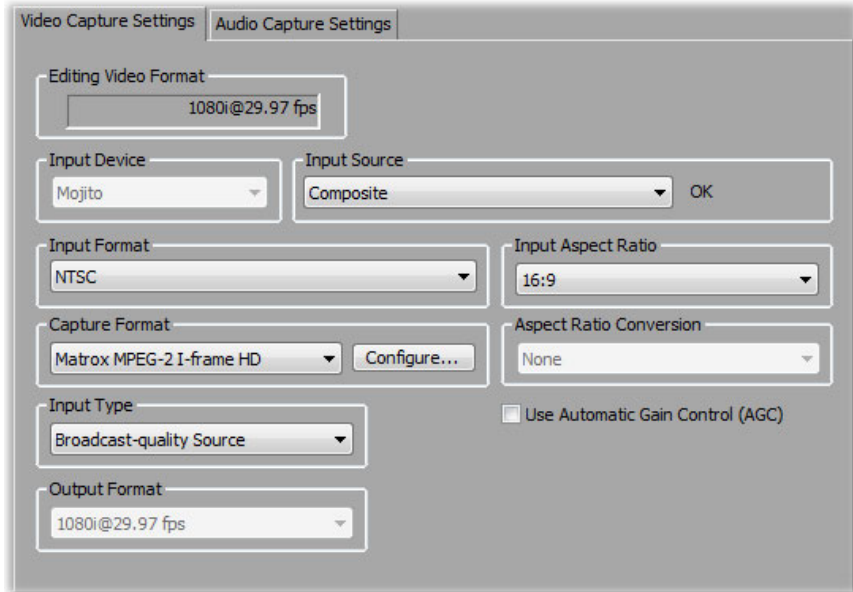 Video Capture Settings
Audio Capture Settings
Editing Video Format
1080i@29.97 fps
Input Device
Mojito
Input Source
Composite
OK
Input Format
NTSC
Input Aspect Ratio
16:9
Capture Format
Matrox MPEG-2 I-frame HD
Configure...
Aspect Ratio Conversion
None
Input Type
Broadcast-quality Source
Use Automatic Gain Control (AGC)
Output Format
1080i@29.97 fps